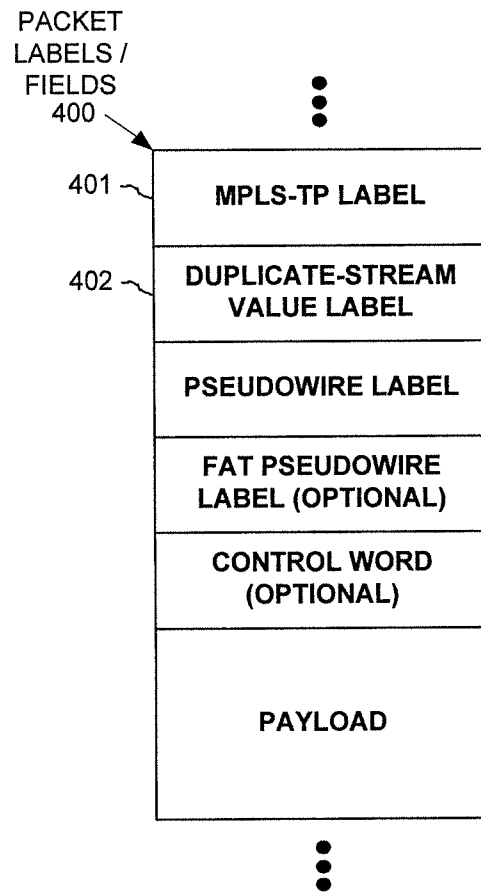 PACKET
LABELS /
FIELDS
400
401
MPLS-TP LABEL
402
DUPLICATE-STREAM
VALUE LABEL
PSEUDOWIRE LABEL
FAT PSEUDOWIRE
LABEL (OPTIONAL)
CONTROL WORD
(OPTIONAL)
PAYLOAD